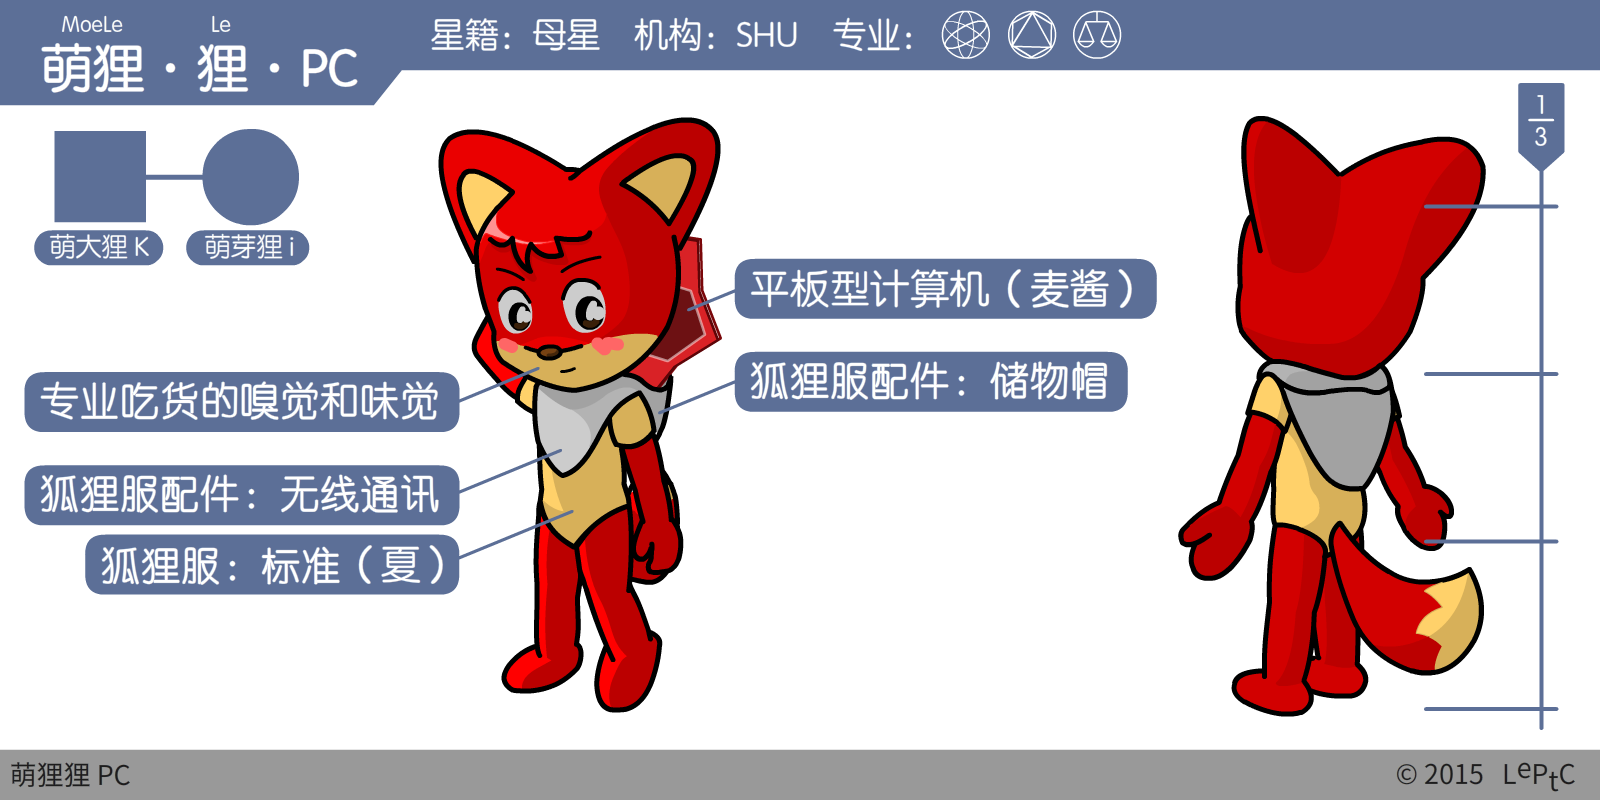 MoeLe Le
萌狸·狸·PC
星籍：母星 机构：SHU 专业：
萌大狸 K
萌芽狸 i
1
3
平板型计算机（麦酱）
狐狸服配件：储物帽
专业吃货的嗅觉和味觉
狐狸服配件：无线通讯
狐狸服：标准（夏）
萌狸狸 PC
© 2015 LePtC